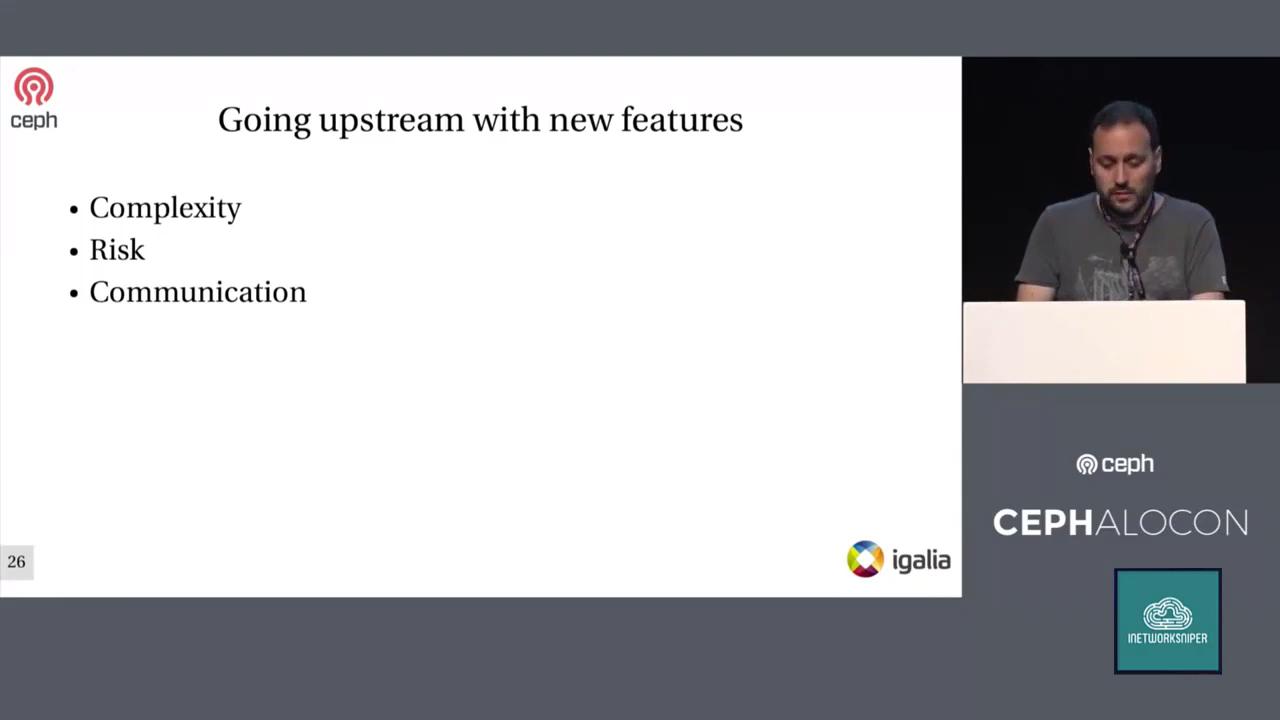 ceph
Going upstream with new features
• Complexity
• Risk
• Communication
26
igalia
ceph
CEPHALOCON
INETWORKSNIPER